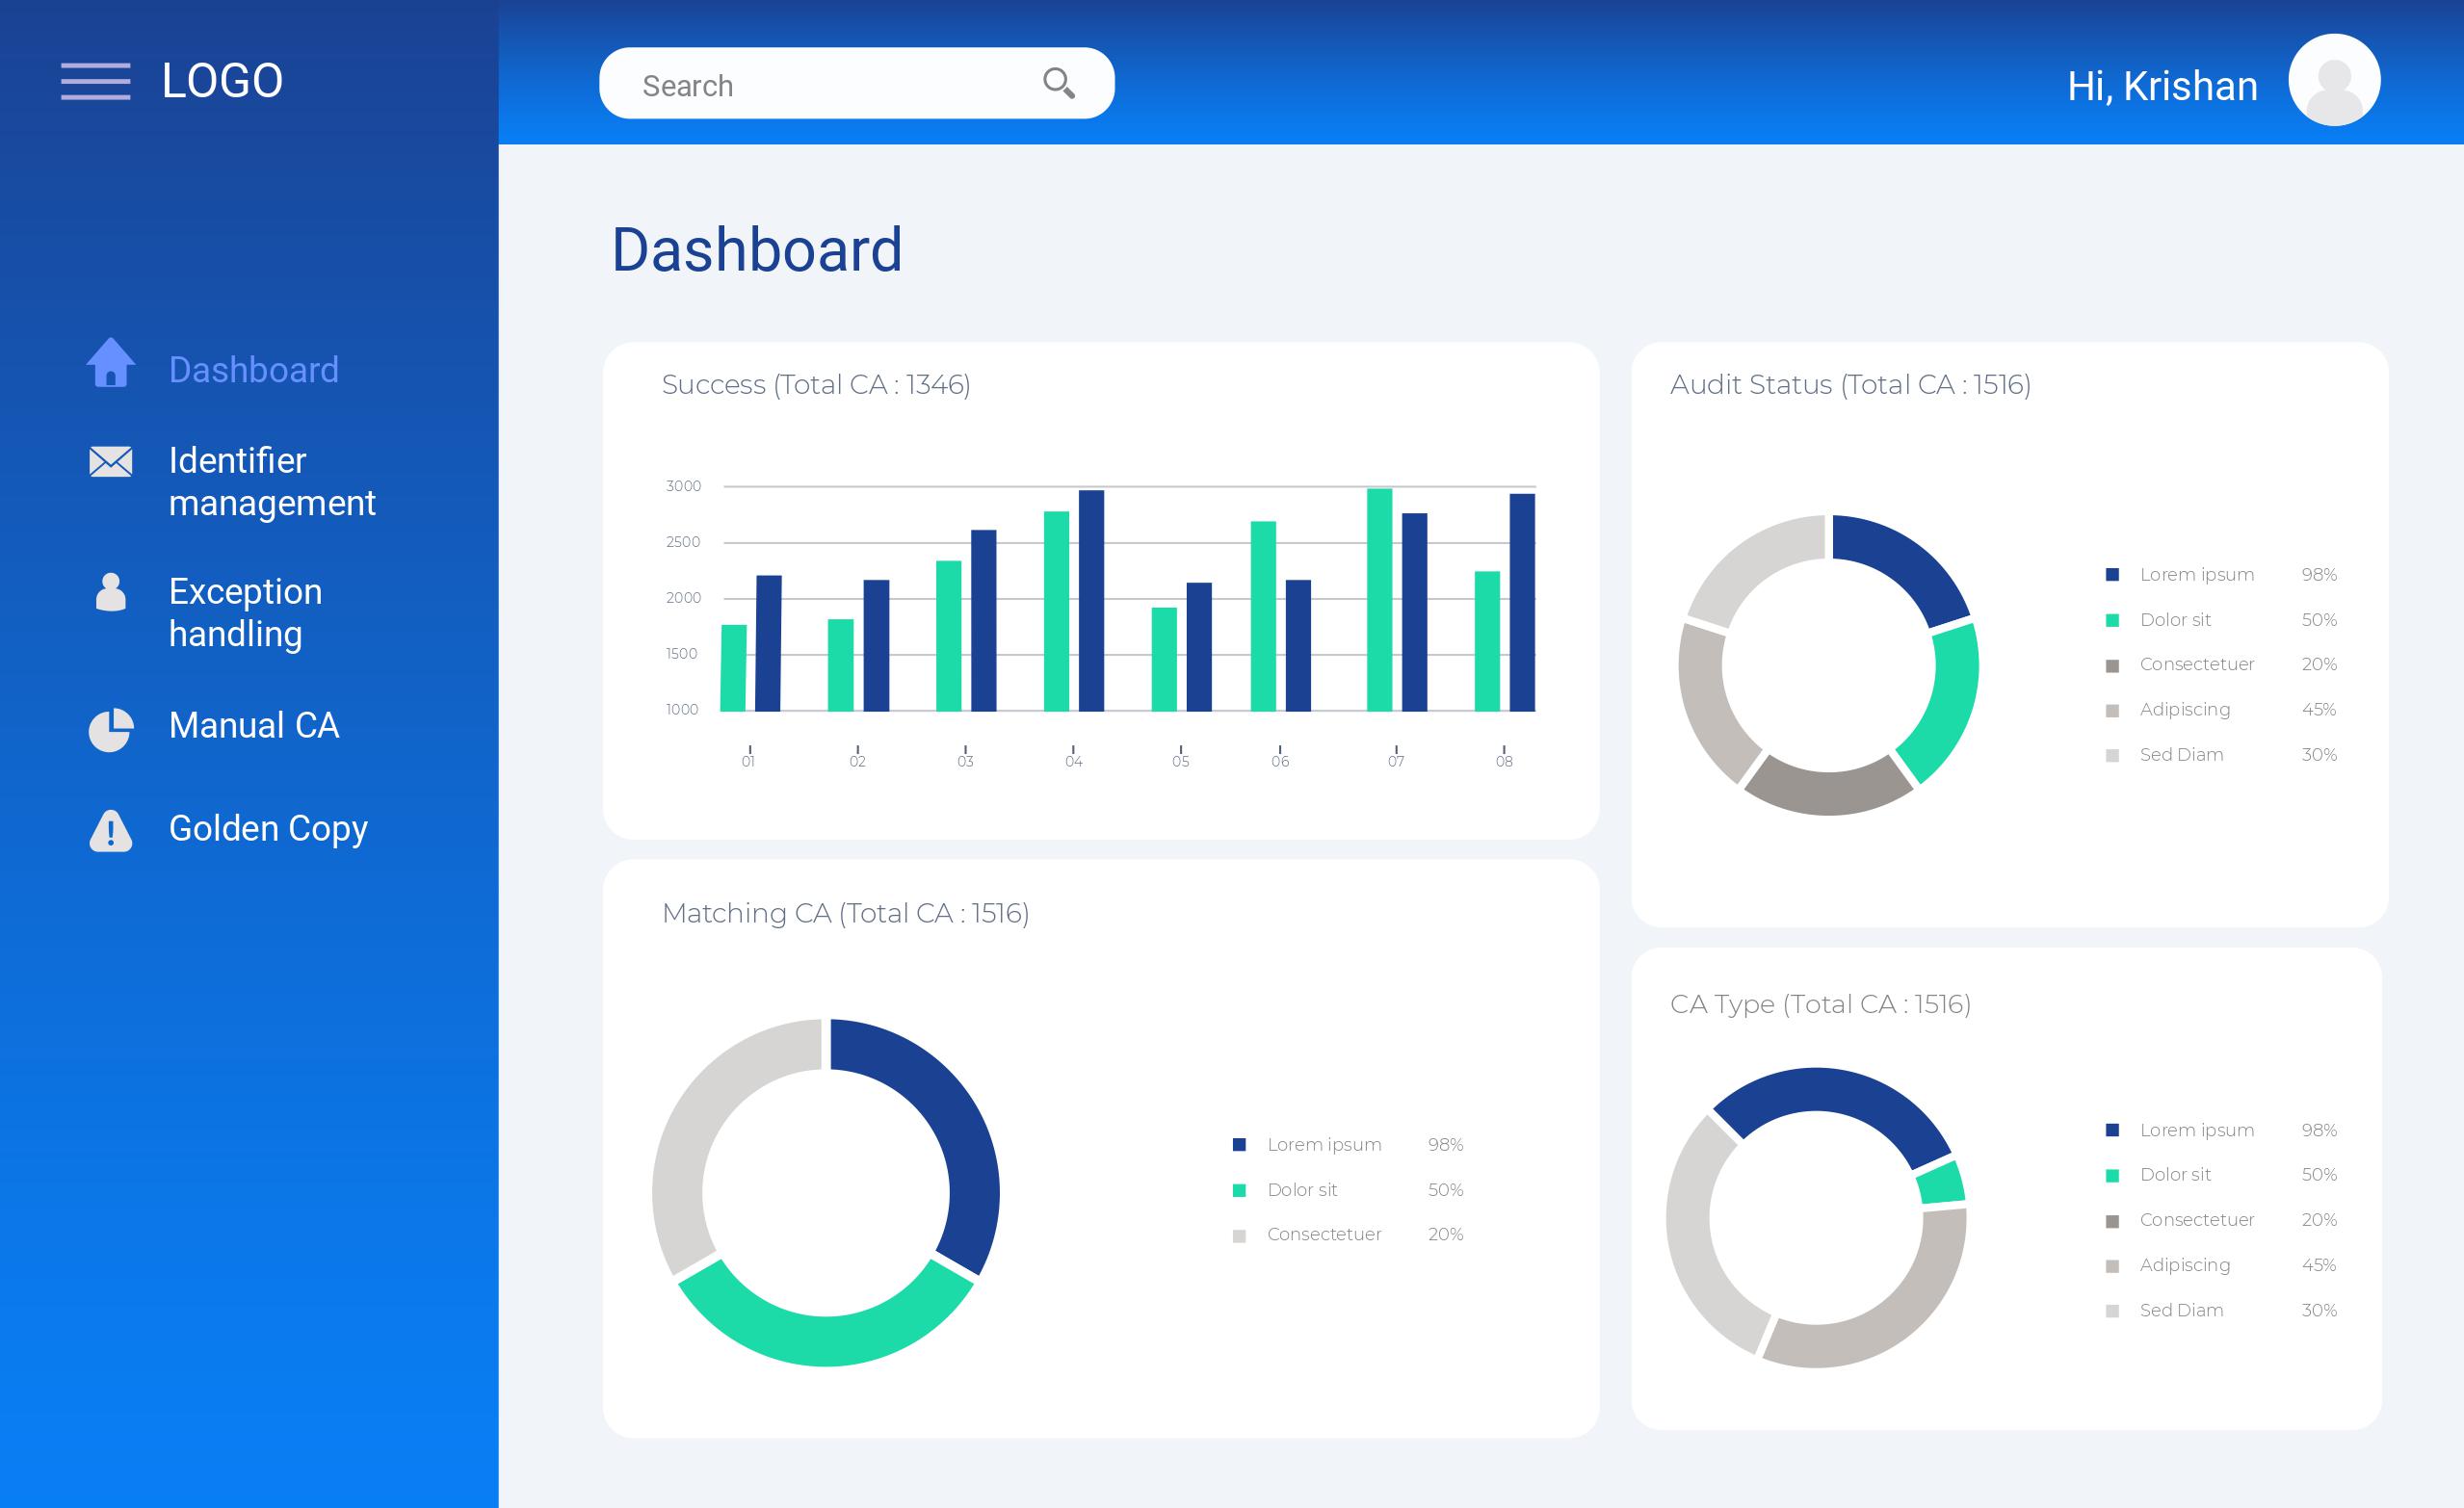 LOGO
Search
Hi, Krishan
Dashboard
Identifier
management
Exception
handling
Manual CA
Golden Copy
Dashboard
Success (Total CA : 1346)
3000
2500
2000
1500
1000
01 02 03 04 05 06 07 08
Audit Status (Total CA : 1516)
Lorem ipsum 98%
Dolor sit 50%
Consectetuer 20%
Adipiscing 45%
Sed Diam 30%
Matching CA (Total CA : 1516)
Lorem ipsum 98%
Dolor sit 50%
Consectetuer 20%
CA Type (Total CA : 1516)
Lorem ipsum 98%
Dolor sit 50%
Consectetuer 20%
Adipiscing 45%
Sed Diam 30%